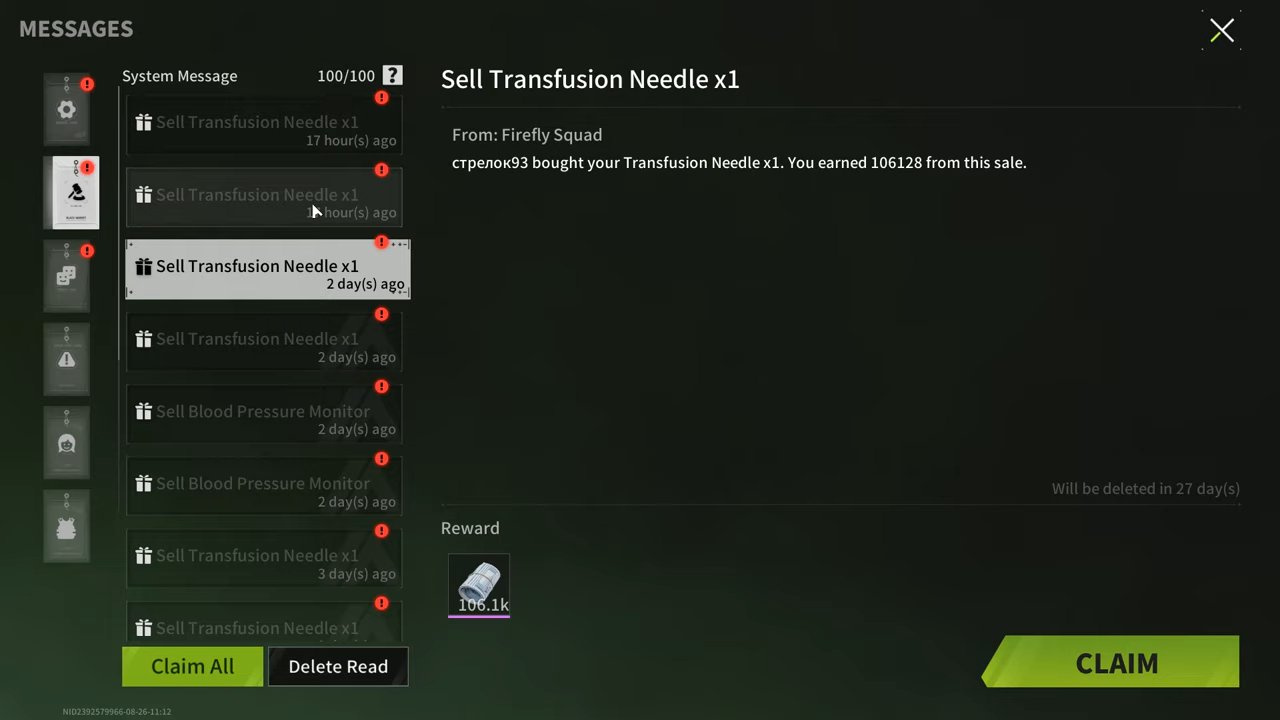 MESSAGES
System Message 100/100 ?
Sell Transfusion Needle x1
17 hour(s) ago
Sell Transfusion Needle x1
hour(s) ago
Sell Transfusion Needle x1
2 day(s) ago
Sell Transfusion Needle x1
2 day(s) ago
Sell Blood Pressure Monitor
2 day(s) ago
Sell Blood Pressure Monitor
2 day(s) ago
Sell Transfusion Needle x1
3 day(s) ago
Sell Transfusion Needle x1
Claim All
Delete Read
Sell Transfusion Needle x1
From: Firefly Squad
стрелок93 bought your Transfusion Needle x1. You earned 106128 from this sale.
Will be deleted in 27 day(s)
Reward
106.1k
CLAIM
NID2392579966-08-26-11:12